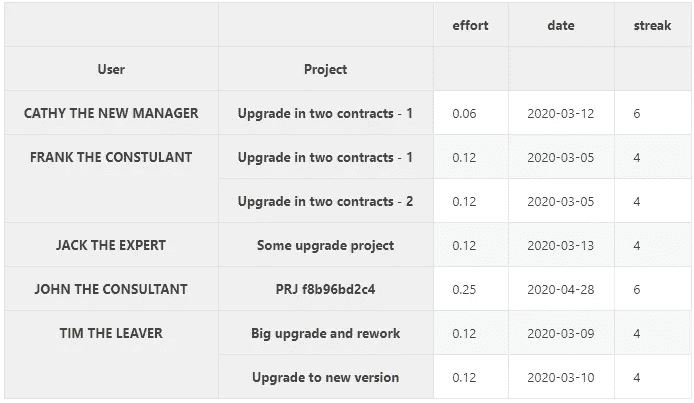 effort date streak
User Project
CATHY THE NEW MANAGER Upgrade in two contracts - 1 0.06 2020-03-12 6
FRANK THE CONSTULANT Upgrade in two contracts - 1 0.12 2020-03-05 4
Upgrade in two contracts - 2 0.12 2020-03-05 4
JACK THE EXPERT Some upgrade project 0.12 2020-03-13 4
JOHN THE CONSULTANT PRJ f8b96bd2c4 0.25 2020-04-28 6
TIM THE LEAVER Big upgrade and rework 0.12 2020-03-09 4
Upgrade to new version 0.12 2020-03-10 4